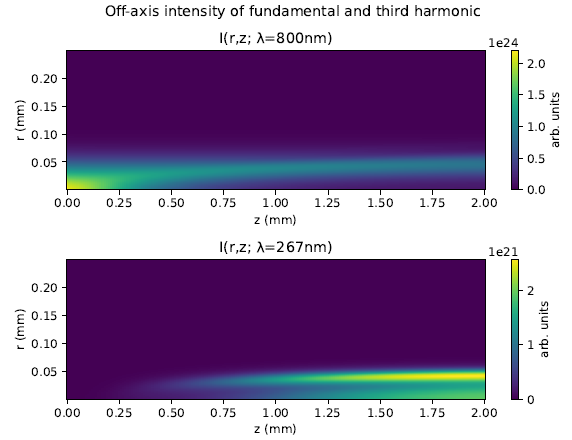 Off-axis intensity of fundamental and third harmonic
I(r,z; λ=800nm)
1e24
0.20
0.15
0.10
0.05
r (mm)
0.00 0.25 0.50 0.75 1.00 1.25 1.50 1.75 2.00
z (mm)
2.0
1.5
1.0
0.5
0.0
arb. units
I(r,z; λ=267nm)
1e21
0.20
0.15
0.10
0.05
r (mm)
0.00 0.25 0.50 0.75 1.00 1.25 1.50 1.75 2.00
z (mm)
2
1
0
arb. units